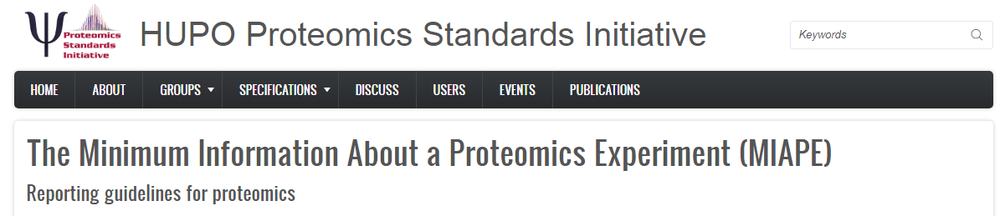 Proteomics
Standards
Initiative
HUPO Proteomics Standards Initiative
Keywords
HOME ABOUT GROUPS SPECIFICATIONS DISCUSS USERS EVENTS PUBLICATIONS
The Minimum Information About a Proteomics Experiment (MIAPE)
Reporting guidelines for proteomics